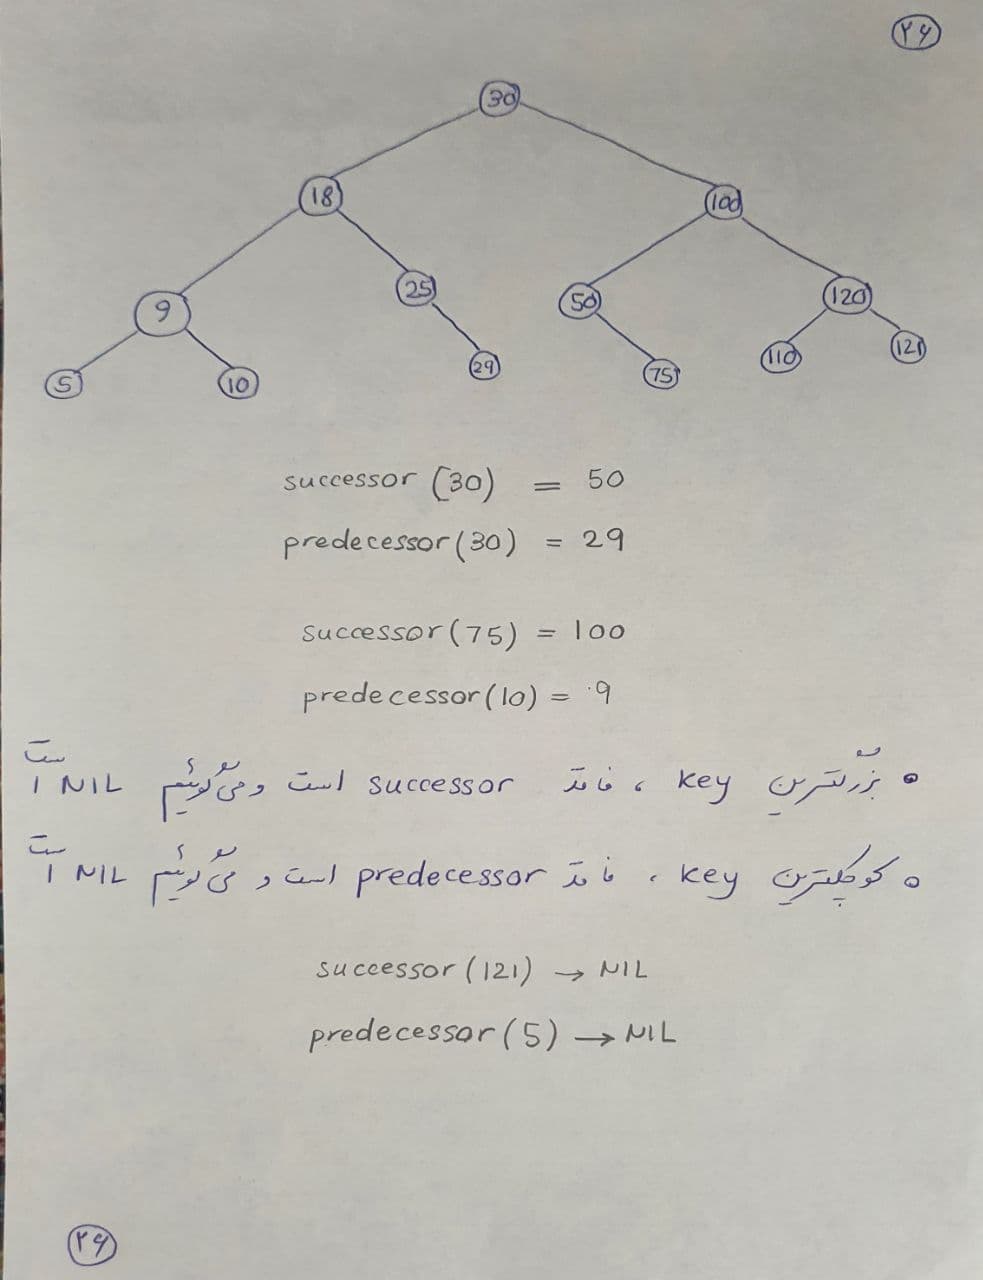 ۲۶
30
18
100
9
25
50
120
5
10
29
75
110
121
successor (30) = 50
predecessor (30) = 29
successor (75) = 100
predecessor (10) = 9
• بزرگترین key ، فاقد successor است و می گوئیم NIL است
• کوچکترین key ، فاقد predecessor است و می گوئیم NIL است
successor (121) → NIL
predecessor (5) → NIL
۲۶